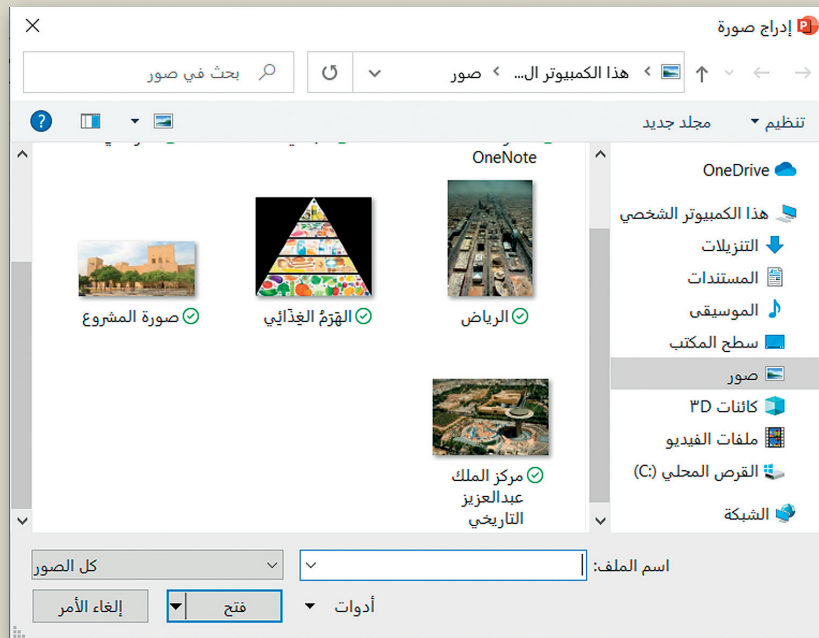 إدراج صورة
هذا الكمبيوتر ال... صور
بحث في صور
تنظيم
مجلد جديد
OneDrive
هذا الكمبيوتر الشخصي
التنزيلات
المستندات
الموسيقى
سطح المكتب
صور
كائنات ٣D
ملفات الفيديو
القرص المحلي (C:)
الشبكة
OneNote
الرياض
الهَرَمُ الغِذَائِي
صورة المشروع
مركز الملك
عبدالعزيز
التاريخي
اسم الملف:
كل الصور
أدوات
فتح
إلغاء الأمر